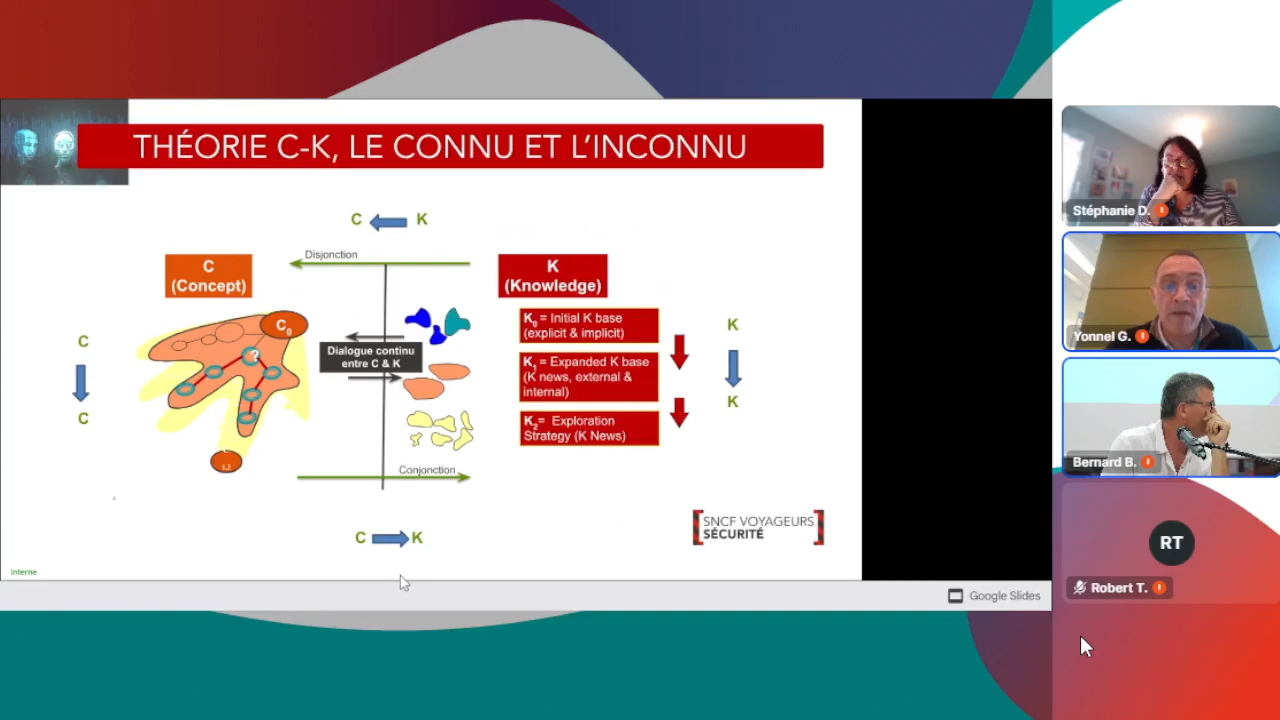 THÉORIE C-K, LE CONNU ET L'INCONNU
C K
Disjonction
C
(Concept)
K
(Knowledge)
C0
?
Dialogue continu
entre C & K
K0 = Initial K base
(explicit & implicit)
K1 = Expanded K base
(K news, external &
internal)
K2= Exploration
Strategy (K News)
C
C
K
K
Conjonction
C K
4
SNCF VOYAGEURS
SÉCURITÉ
Interne
Google Slides
Stéphanie D.
Yonnel G.
Bernard B.
RT
Robert T.